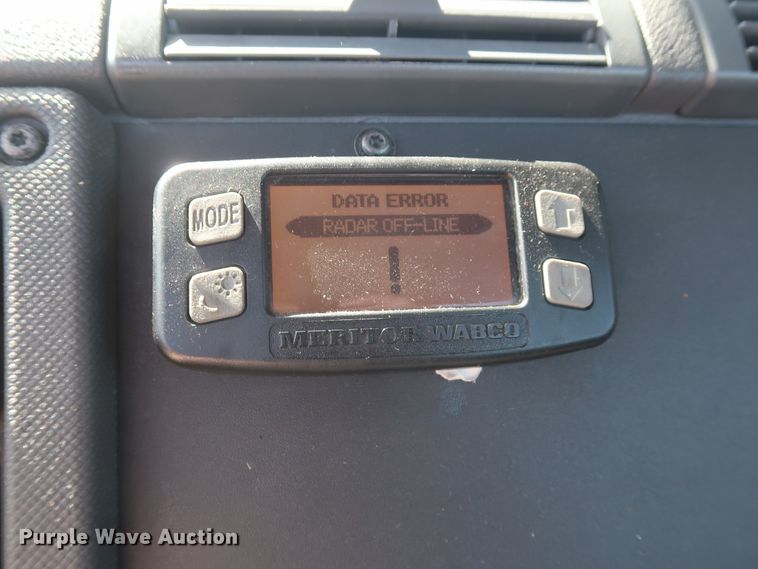 DATA ERROR
MODE
RADAR OFF-LINE
MERITOR WABCO
Purple Wave Auction